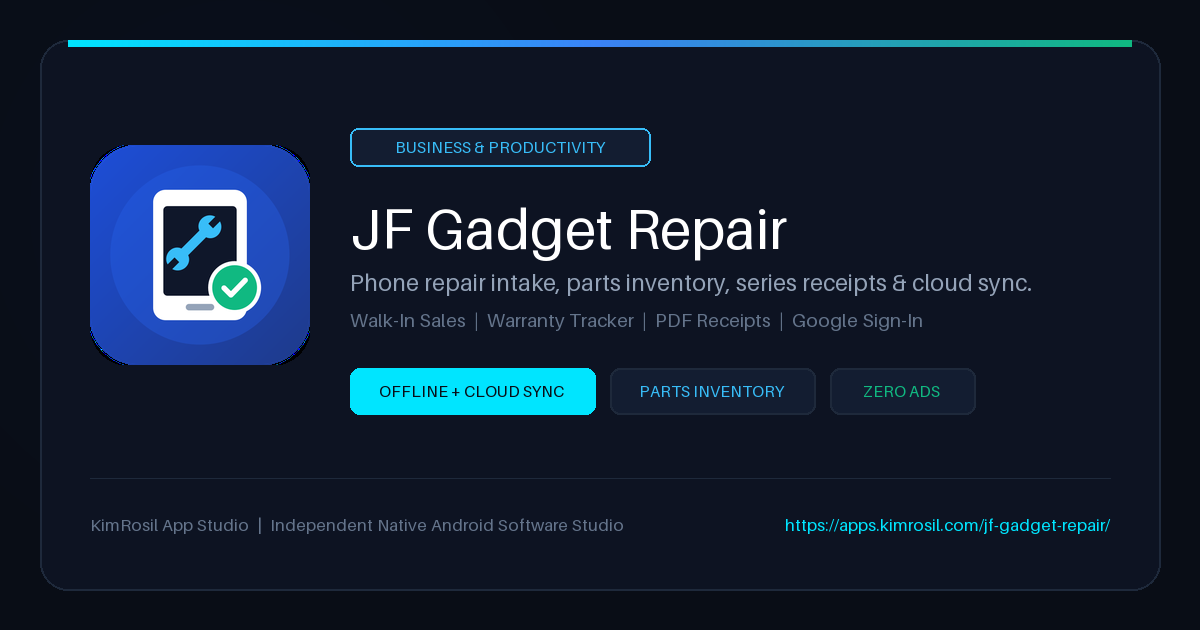 BUSINESS & PRODUCTIVITY
JF Gadget Repair
Phone repair intake, parts inventory, series receipts & cloud sync.
Walk-In Sales | Warranty Tracker | PDF Receipts | Google Sign-In
OFFLINE + CLOUD SYNC
PARTS INVENTORY
ZERO ADS
KimRosil App Studio | Independent Native Android Software Studio
https://apps.kimrosil.com/jf-gadget-repair/